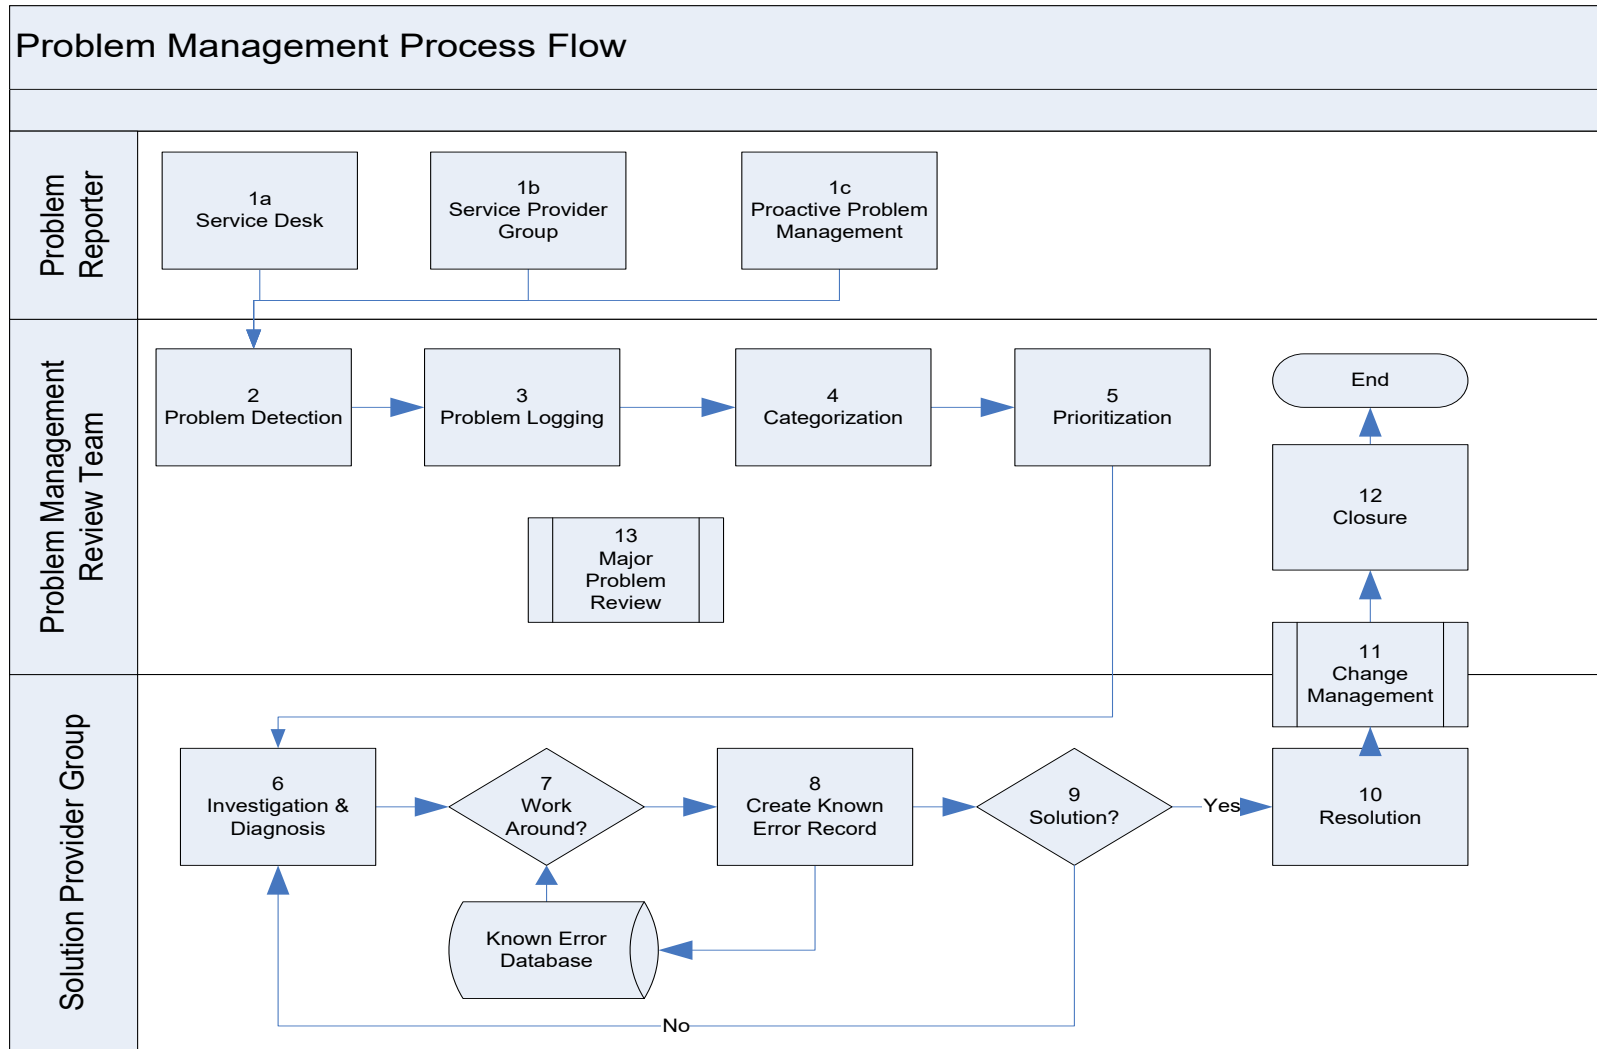 Problem Management Process Flow
Problem
Reporter
1a
Service Desk
1b
Service Provider
Group
1c
Proactive Problem
Management
Problem Management
Review Team
2
Problem Detection
3
Problem Logging
4
Categorization
5
Prioritization
End
12
Closure
13
Major
Problem
Review
11
Change
Management
Solution Provider Group
6
Investigation &
Diagnosis
7
Work
Around?
8
Create Known
Error Record
9
Solution?
Yes
10
Resolution
Known Error
Database
No